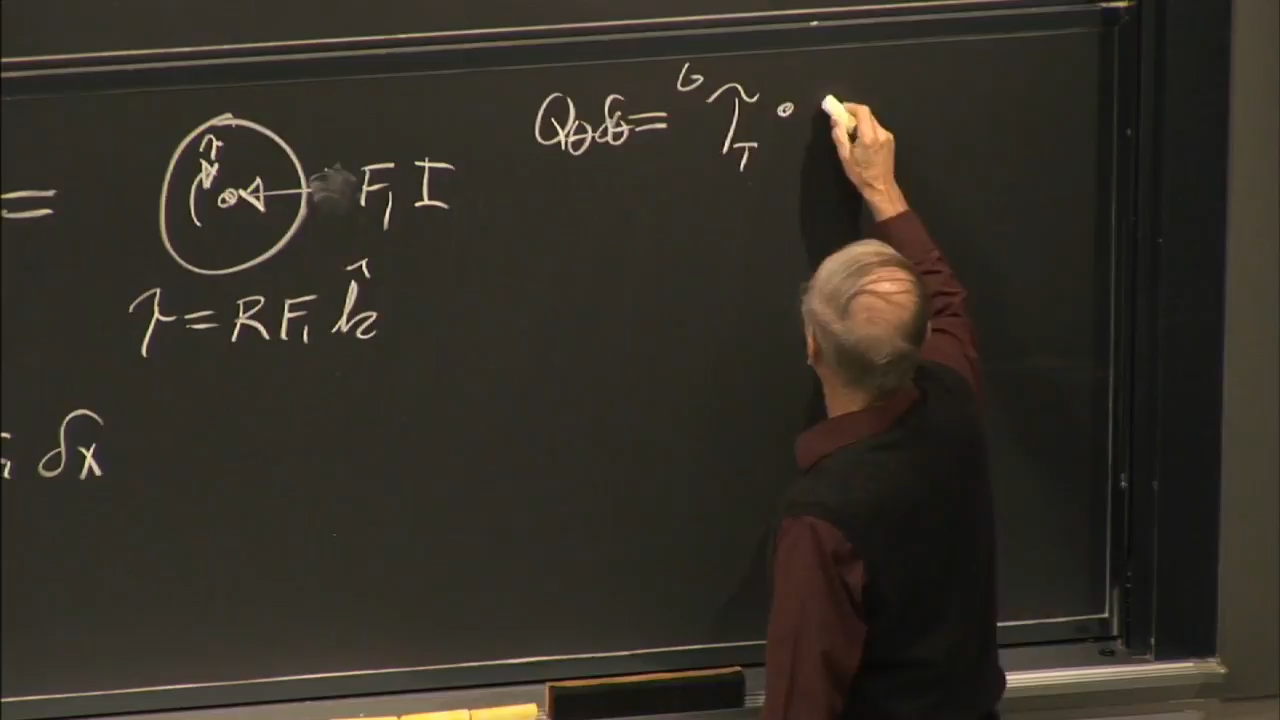 Q_θ δθ = ^G τ_T ·
τ
= F₁ I
τ = R F₁ k̂
δx